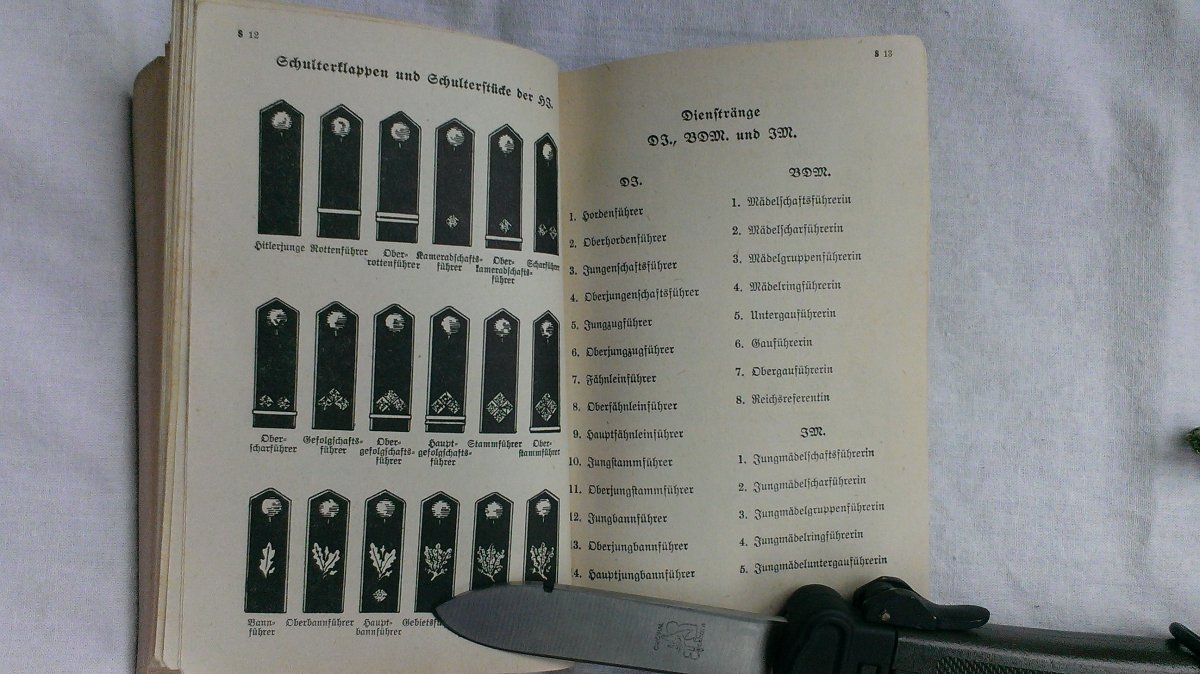 S 12
Schulterklappen und Schulterstücke der HJ.
Hitlerjunge Rottenführer Ober-rottenführer Kameradschafts-führer Ober-kameradschafts-führer Scharführer
Ober-scharführer Gefolgschafts-führer Ober-gefolgschafts-führer Haupt-gefolgschafts-führer Stammführer Ober-stammführer
Bann-führer Oberbannführer Haupt-bannführer
S 13
Dienstränge
DJ., BDM. und JM.
DJ.
1. Hordenführer
2. Oberhordenführer
3. Jungenschaftsführer
4. Oberjungenschaftsführer
5. Jungzugführer
6. Oberjungzugführer
7. Fähnleinführer
8. Oberfähnleinführer
9. Hauptfähnleinführer
10. Jungstammführer
11. Oberjungstammführer
12. Jungbannführer
13. Oberjungbannführer
14. Hauptjungbannführer
BDM.
1. Mädelschaftsführerin
2. Mädelscharführerin
3. Mädelgruppenführerin
4. Mädelringführerin
5. Untergauführerin
6. Gauführerin
7. Obergauführerin
8. Reichsreferentin
JM.
1. Jungmädelschaftsführerin
2. Jungmädelscharführerin
3. Jungmädelgruppenführerin
4. Jungmädelringführerin
5. Jungmädeluntergauführerin